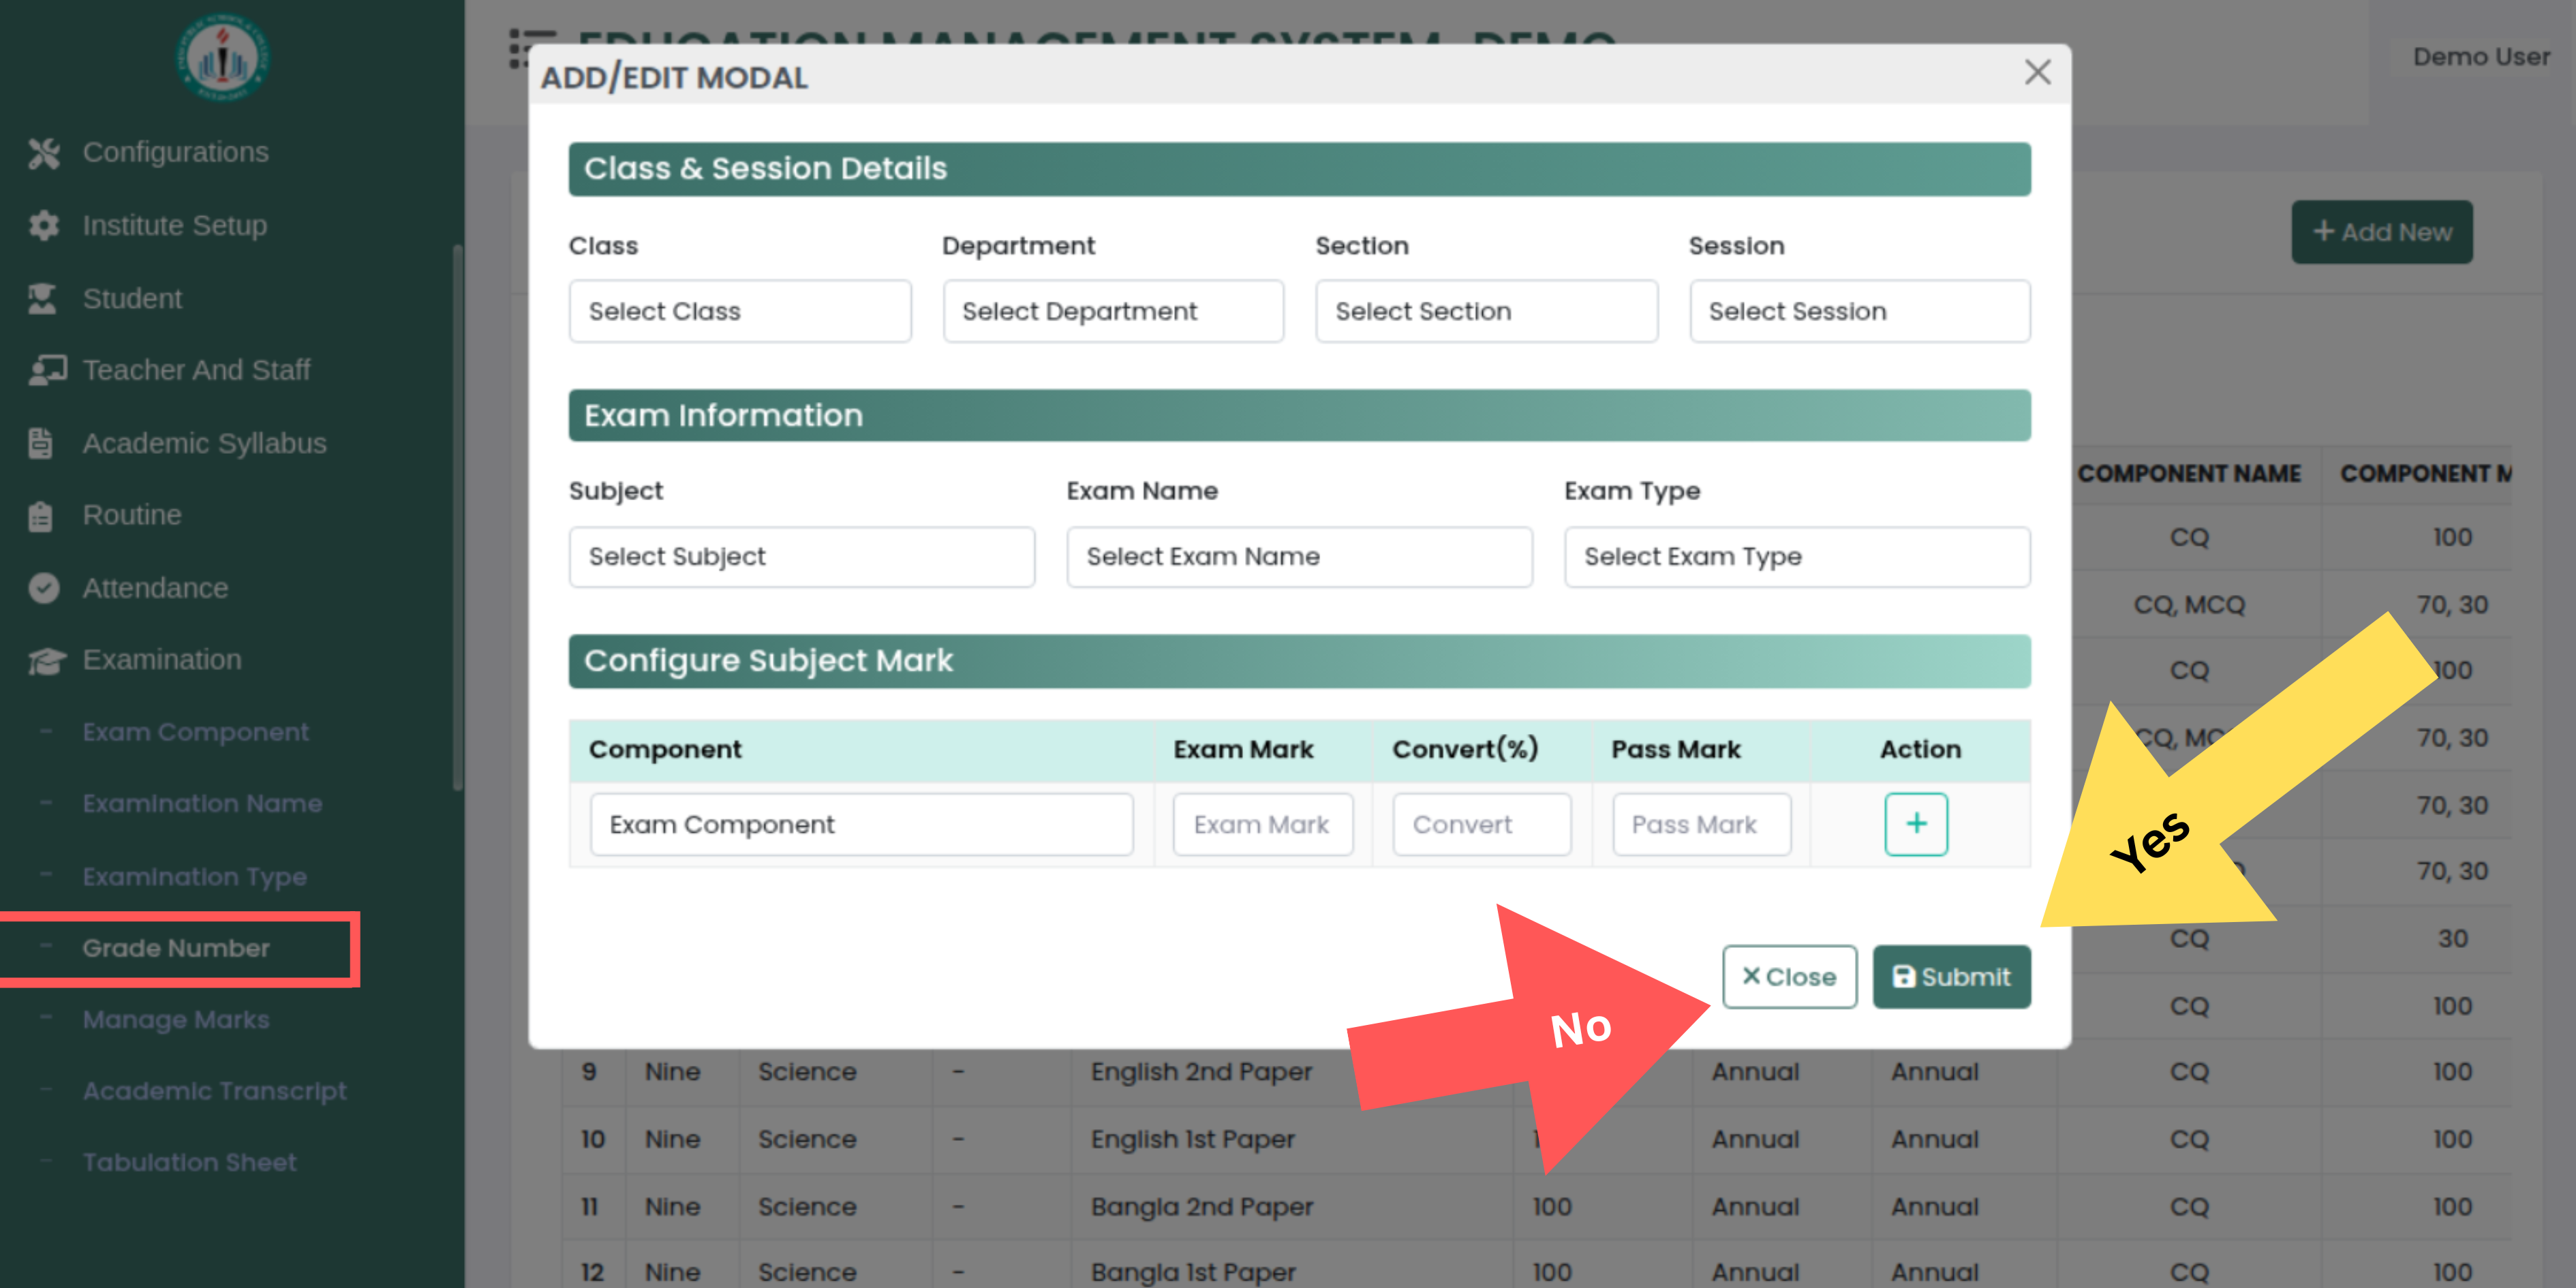 EDUCATION MANAGEMENT SYSTEM- DEMO
Demo User
ADD/EDIT MODAL
Configurations
Institute Setup
Student
Teacher And Staff
Academic Syllabus
Routine
Attendance
Examination
Exam Component
Examination Name
Examination Type
Grade Number
Manage Marks
Academic Transcript
Tabulation Sheet
Class & Session Details
Class Department Section Session
Select Class Select Department Select Section Select Session
+ Add New
Exam Information
Subject Exam Name Exam Type
Select Subject Select Exam Name Select Exam Type
Configure Subject Mark
Component Exam Mark Convert(%) Pass Mark Action
Exam Component Exam Mark Convert Pass Mark +
Close Submit
No
Yes
COMPONENT NAME COMPONENT M
CQ 100
CQ, MCQ 70, 30
CQ 100
CQ, MC 70, 30
70, 30
70, 30
CQ 30
CQ 100
9 Nine Science - English 2nd Paper Annual Annual CQ 100
10 Nine Science - English 1st Paper Annual Annual CQ 100
11 Nine Science - Bangla 2nd Paper 100 Annual Annual CQ 100
12 Nine Science - Bangla 1st Paper 100 Annual Annual CQ 100